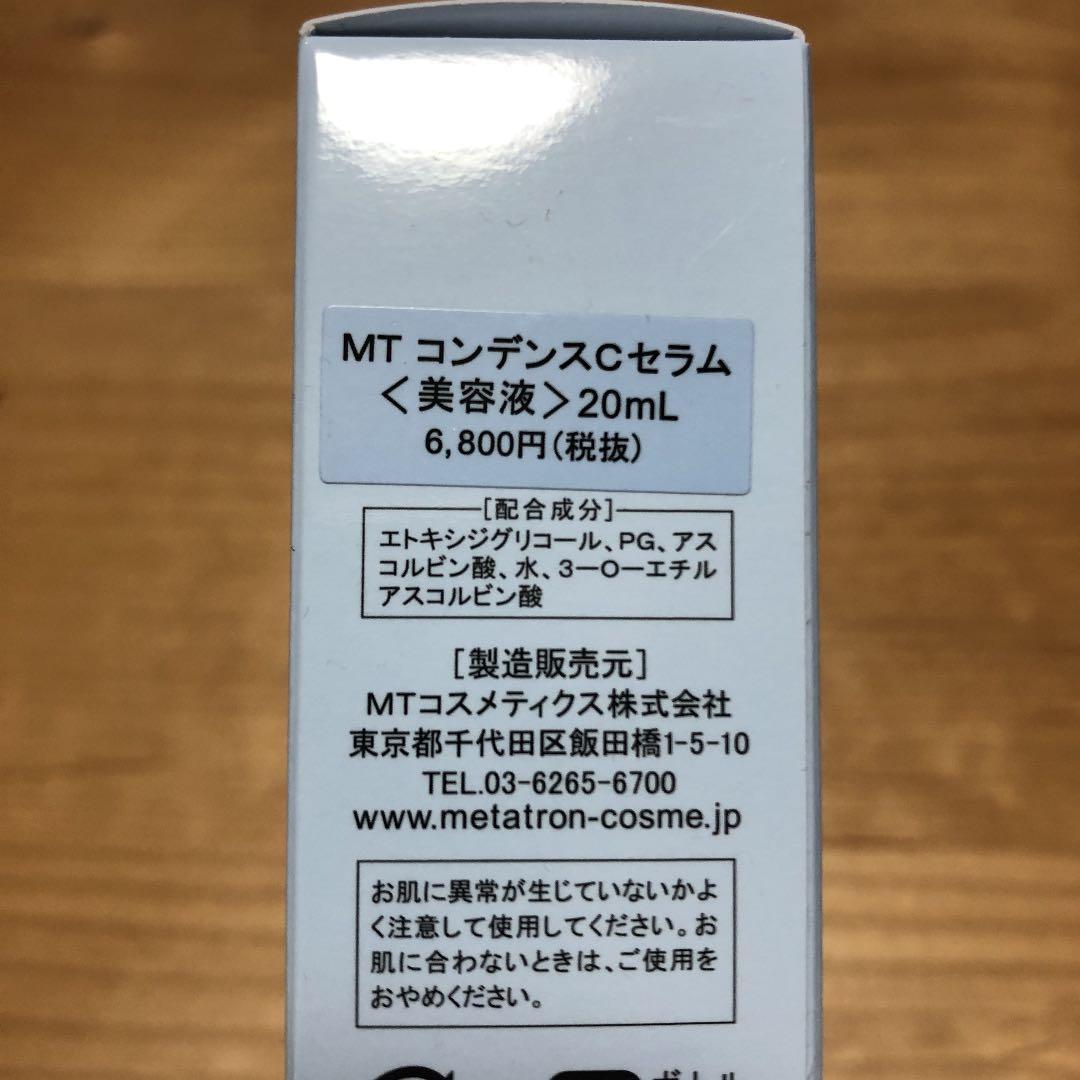 MT コンデンスCセラム
＜美容液＞20mL
6,800円(税抜)
[配合成分]
エトキシジグリコール、PG、アス
コルビン酸、水、3ーOーエチル
アスコルビン酸
[製造販売元]
MTコスメティクス株式会社
東京都千代田区飯田橋1-5-10
TEL.03-6265-6700
www.metatron-cosme.jp
お肌に異常が生じていないかよ
く注意して使用してください。お
肌に合わないときは、ご使用を
おやめください。